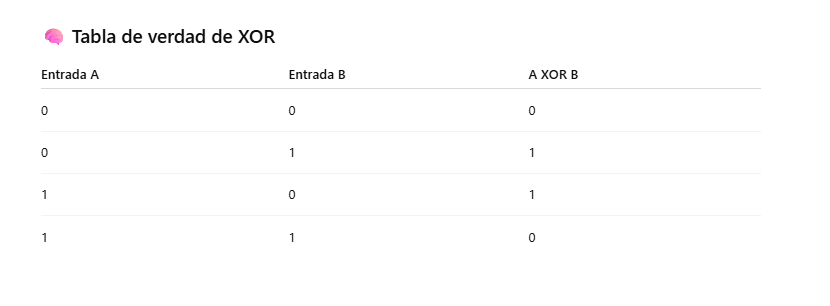 🧠 Tabla de verdad de XOR
Entrada A Entrada B A XOR B
0 0 0
0 1 1
1 0 1
1 1 0